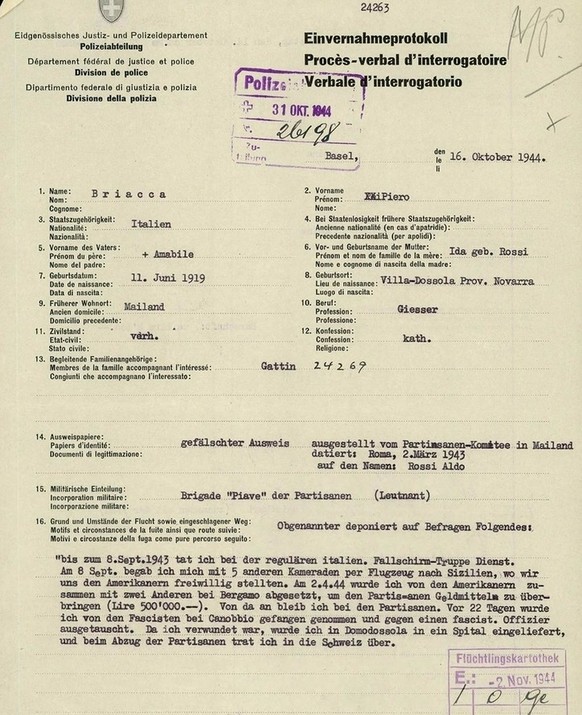 24263
Eidgenössisches Justiz- und Polizeidepartement
Polizeiabteilung
Département fédéral de justice et police
Division de police
Dipartimento federale di giustizia e polizia
Divisione della polizia
Einvernahmeprotokoll
Procès-verbal d'interrogatoire
Verbale d'interrogatorio
31 OKT. 1944
26198
Basel, den le li 16. Oktober 1944.
1. Name: Briacca
Nom:
Cognome:
2. Vorname
Prénom: Piero
Nome:
3. Staatszugehörigkeit: Italien
Nationalité:
Nazionalità:
4. Bei Staatenlosigkeit frühere Staatszugehörigkeit:
Ancienne nationalité (en cas d'apatridie):
Precedente nazionalità (per apolidi):
5. Vorname des Vaters:
Prénom du père: + Amabile
Nome del padre:
6. Vor- und Geburtsname der Mutter: Ida geb. Rossi
Prénom et nom de famille de la mère:
Nome e cognome di nascita della madre:
7. Geburtsdatum: 11. Juni 1919
Date de naissance:
Data di nascita:
8. Geburtsort: Villa-Dossola Prov. Novarra
Lieu de naissance:
Luogo di nascita:
9. Früherer Wohnort: Mailand
Ancien domicile:
Domicilio precedente:
10. Beruf: Giesser
Profession:
Professione:
11. Zivilstand: verh.
Etat-civil:
Stato civile:
12. Konfession: kath.
Confession:
Religione:
13. Begleitende Familienangehörige:
Membres de la famille accompagnant l'intéressé: Gattin 24269
Congiunti che accompagnano l'interessato:
14. Ausweispapiere: gefälschter Ausweis ausgestellt vom Partisanen-Komitee in Mailand
Papiers d'identité: datiert: Roma, 2.März 1943
Documenti di legittimazione: auf den Namen: Rossi Aldo
15. Militärische Einteilung:
Incorporation militaire: Brigade "Piave" der Partisanen (Leutnant)
Incorporazione militare:
16. Grund und Umstände der Flucht sowie eingeschlagener Weg:
Motifs et circonstances de la fuite ainsi que route suivie: Obgenannter deponiert auf Befragen Folgendes:
Motivi e circostanze della fuga come pure percorso seguito:
"bis zum 8.Sept.1943 tat ich bei der regulären italien. Fallschirm-Truppe Dienst.
Am 8 Sept. begab ich mich mit 5 anderen Kameraden per Flugzeug nach Sizilien, wo wir
uns den Amerikanern freiwillig stellten. Am 2.4.44 wurde ich von den Amerikanern zu-
sammen mit zwei Anderen bei Bergamo abgesetzt, um den Partis=anen Geldmitteln zu über-
bringen (Lire 500'000.--). Von da an bleib ich bei den Partisanen. Vor 22 Tagen wurde
ich von den Fascisten bei Canobbio gefangen genommen und gegen einen fascist. Offizier
ausgetauscht. Da ich verwundet war, wurde ich in Domodossola in ein Spital eingeliefert,
und beim Abzug der Partisanen trat ich in die Schweiz über.
Flüchtlingskartothek
E.: -2. Nov. 1944